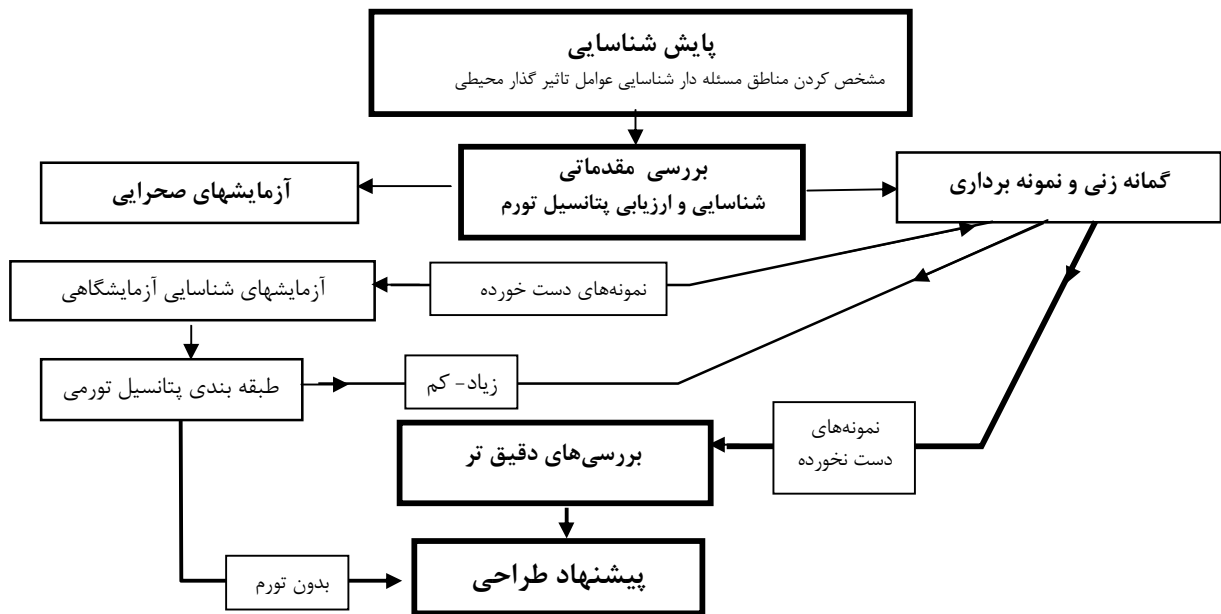 پایش شناسایی
مشخص کردن مناطق مسئله دار شناسایی عوامل تاثیر گذار محیطی
بررسی مقدماتی
شناسایی و ارزیابی پتانسیل تورم
گمانه زنی و نمونه برداری
آزمایشهای صحرایی
نمونه‌های دست خورده
آزمایشهای شناسایی آزمایشگاهی
طبقه بندی پتانسیل تورمی
زیاد- کم
نمونه‌های
دست نخورده
بررسی‌های دقیق تر
پیشنهاد طراحی
بدون تورم